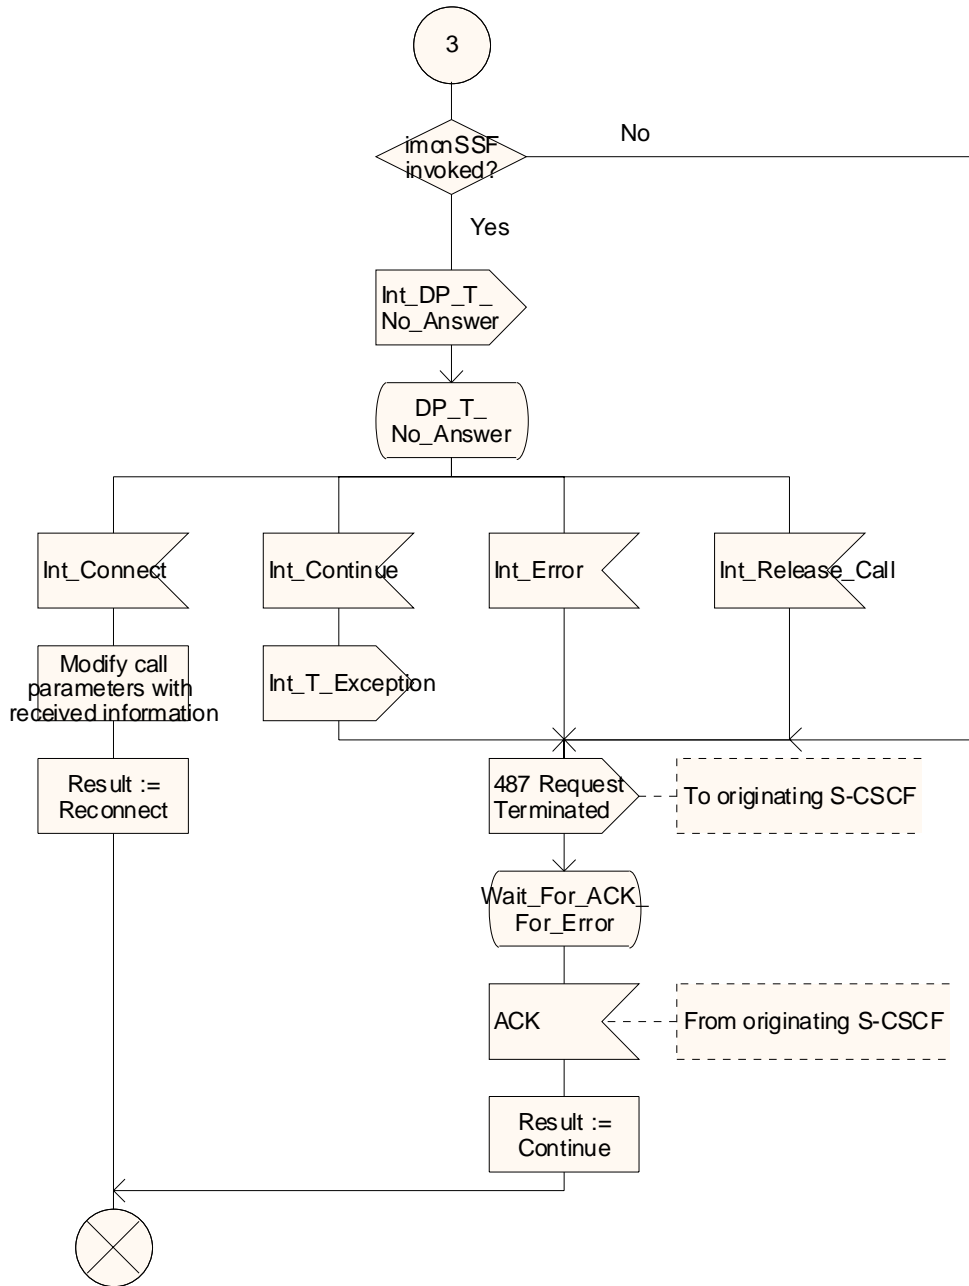 3
imcnSSF
invoked?
No
Yes
Int_DP_T_
No_Answer
DP_T_
No_Answer
Int_Connect
Int_Continue
Int_Error
Int_Release_Call
Modify call
parameters with
received information
Int_T_Exception
Result :=
Reconnect
487 Request
Terminated
To originating S-CSCF
Wait_For_ACK_
For_Error
ACK
From originating S-CSCF
Result :=
Continue